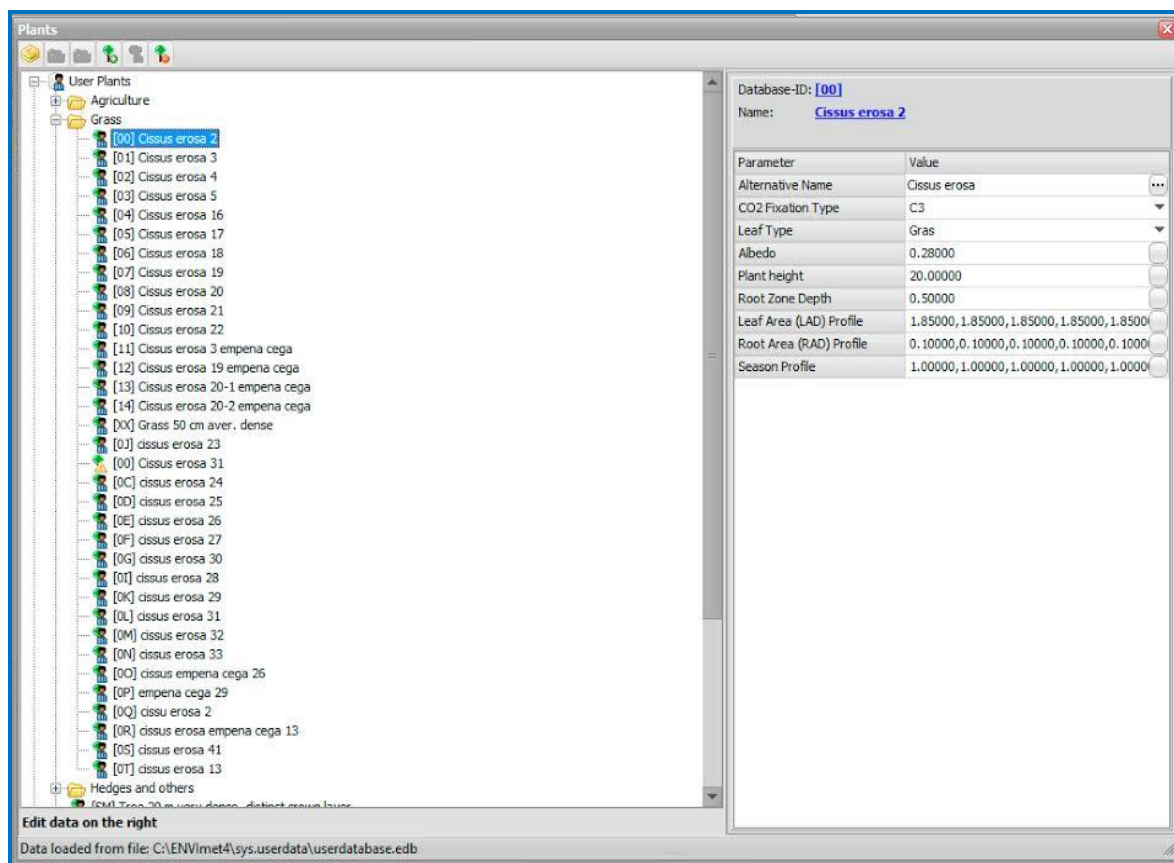 Plants
User Plants
Agriculture
Grass
[00] Cissus erosa 2
[01] Cissus erosa 3
[02] Cissus erosa 4
[03] Cissus erosa 5
[04] Cissus erosa 16
[05] Cissus erosa 17
[06] Cissus erosa 18
[07] Cissus erosa 19
[08] Cissus erosa 20
[09] Cissus erosa 21
[10] Cissus erosa 22
[11] Cissus erosa 3 empena cega
[12] Cissus erosa 19 empena cega
[13] Cissus erosa 20-1 empena cega
[14] Cissus erosa 20-2 empena cega
[XX] Grass 50 cm aver. dense
[0J] cissus erosa 23
[00] Cissus erosa 31
[0C] cissus erosa 24
[0D] cissus erosa 25
[0E] cissus erosa 26
[0F] cissus erosa 27
[0G] cissus erosa 30
[0I] cissus erosa 28
[0K] cissus erosa 29
[0L] cissus erosa 31
[0M] cissus erosa 32
[0N] cissus erosa 33
[0O] cissus empena cega 26
[0P] empena cega 29
[0Q] cissu erosa 2
[0R] cissus erosa empena cega 13
[0S] cissus erosa 41
[0T] cissus erosa 13
Hedges and others
[SM] Tree 20 m very dense, distinct crown layer
Edit data on the right
Data loaded from file: C:\ENVImet4\sys.userdata\userdatabase.edb
Database-ID: [00]
Name: Cissus erosa 2
Parameter Value
Alternative Name Cissus erosa ...
CO2 Fixation Type C3
Leaf Type Gras
Albedo 0.28000
Plant height 20.00000
Root Zone Depth 0.50000
Leaf Area (LAD) Profile 1.85000,1.85000,1.85000,1.85000,1.8500
Root Area (RAD) Profile 0.10000,0.10000,0.10000,0.10000,0.1000
Season Profile 1.00000,1.00000,1.00000,1.00000,1.0000